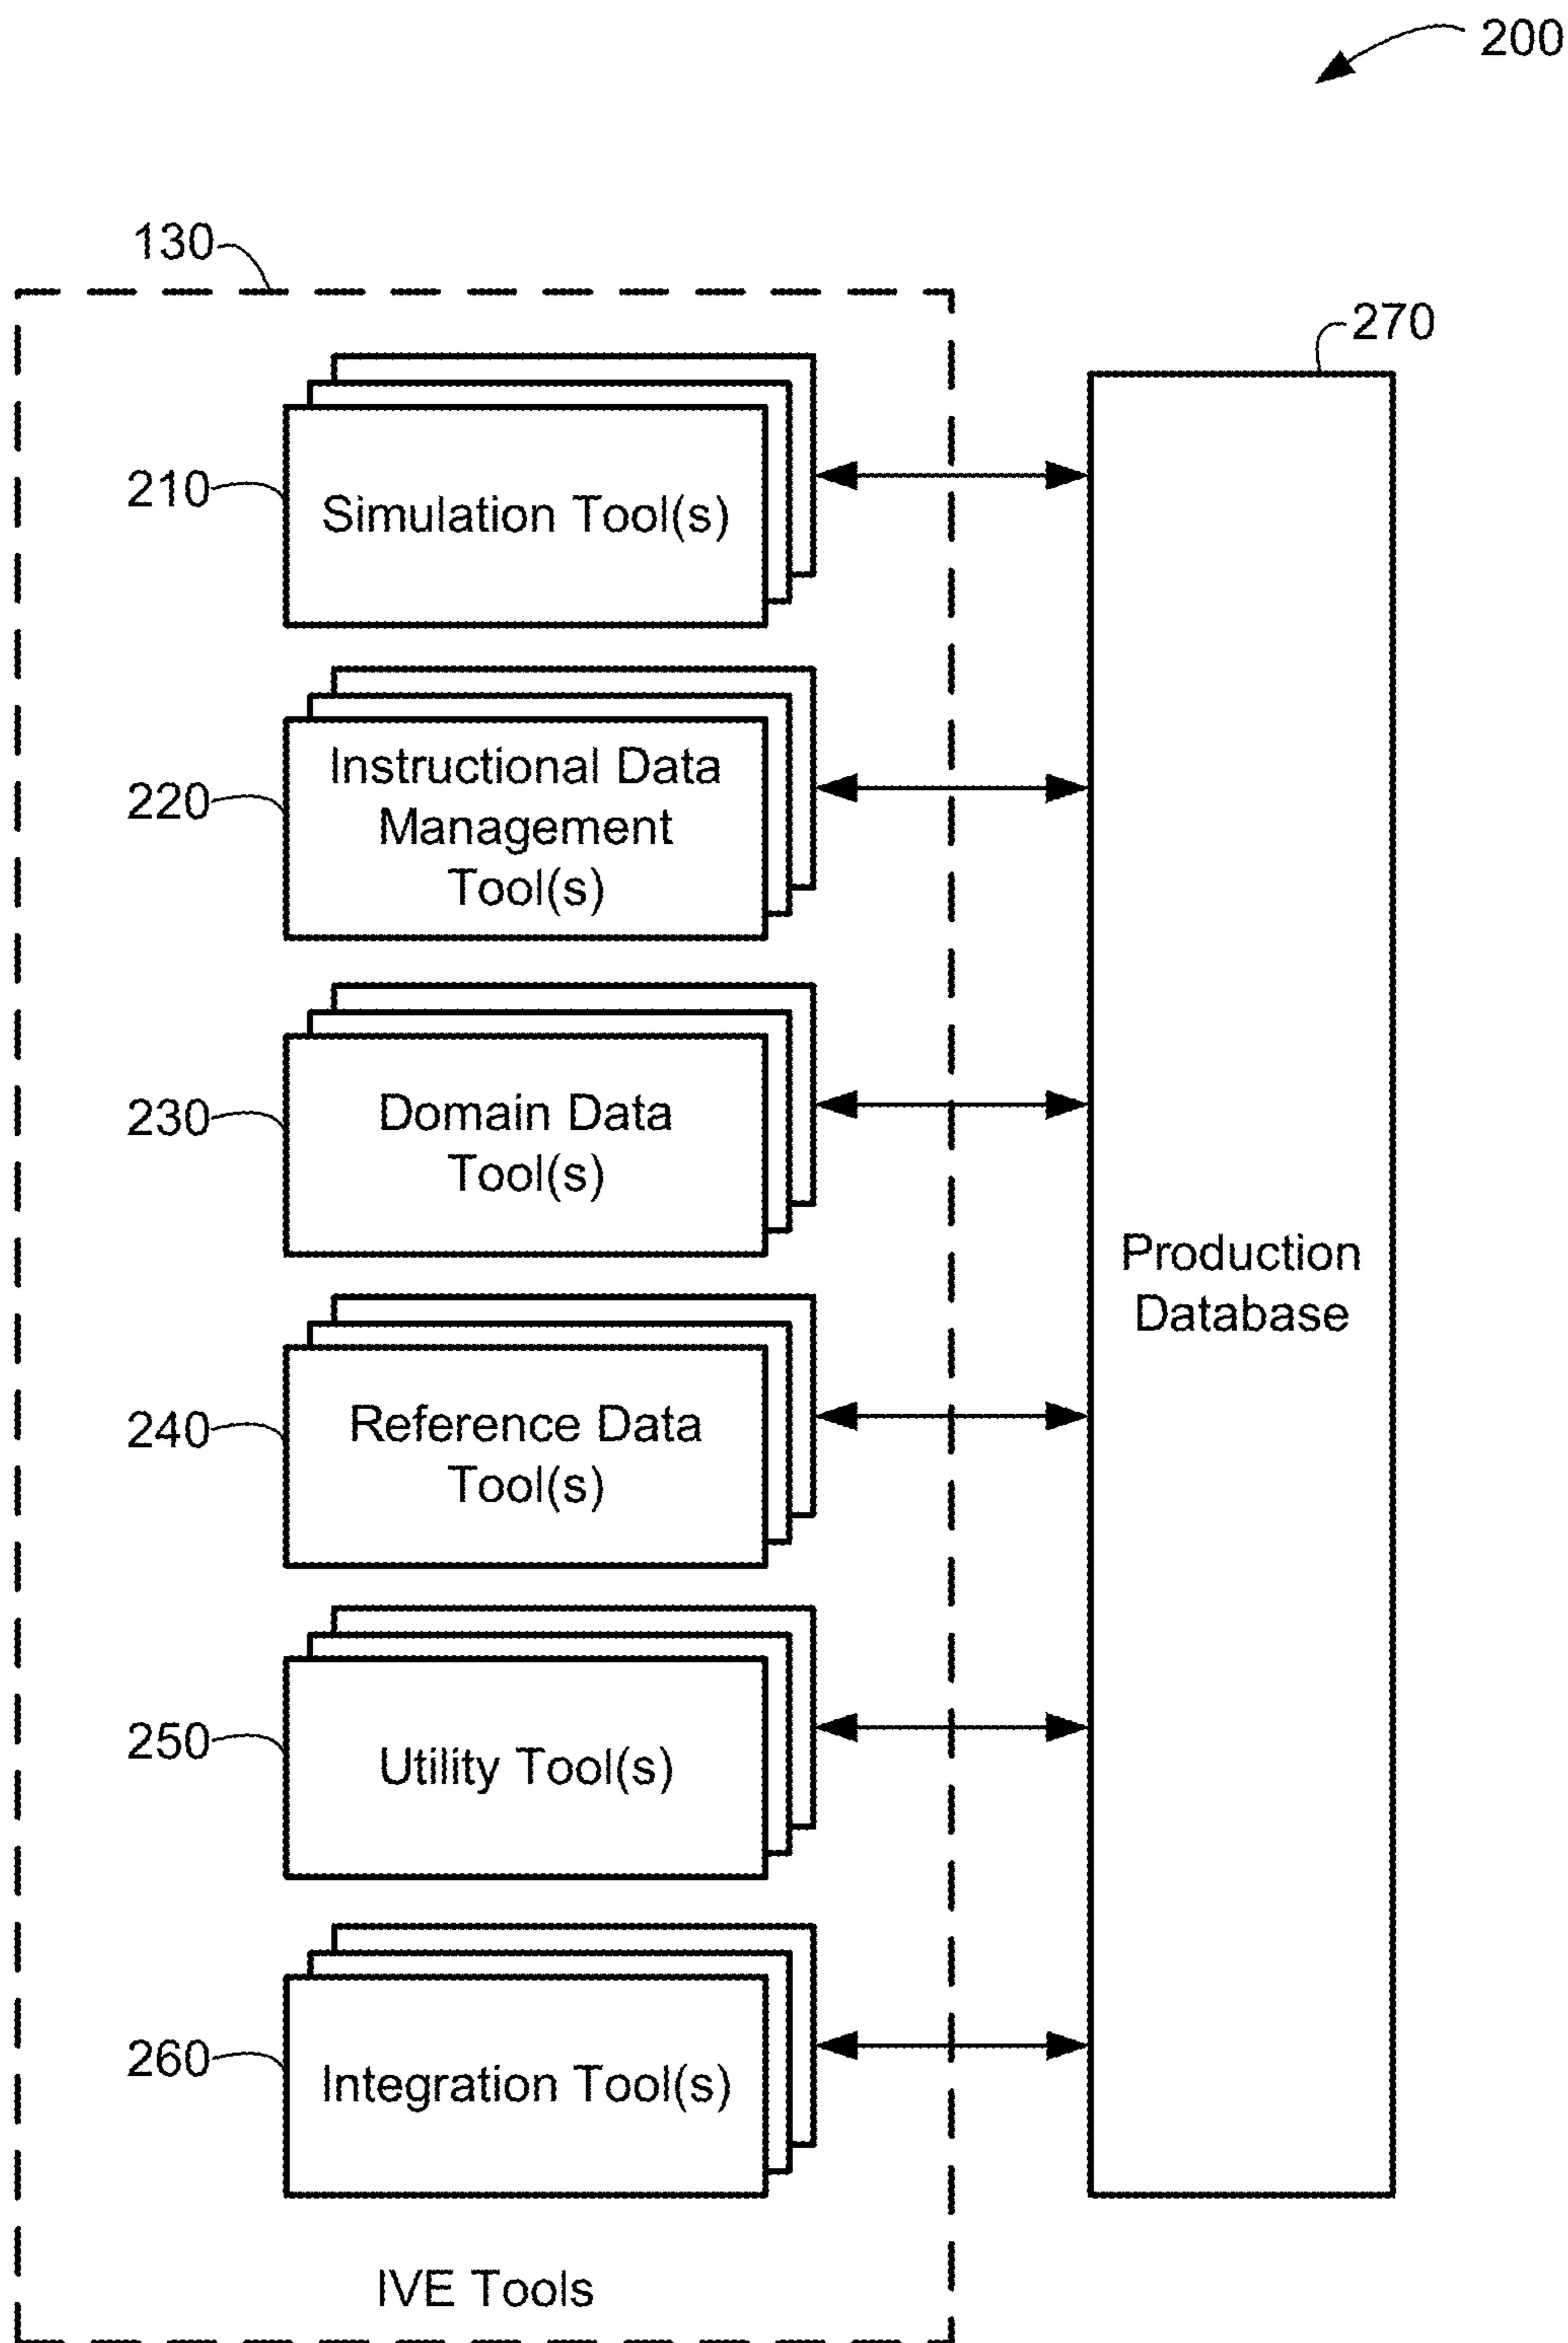 200
130
270
210
Simulation Tool(s)
220
Instructional Data
Management
Tool(s)
230
Domain Data
Tool(s)
Production
Database
240
Reference Data
Tool(s)
250
Utility Tool(s)
260
Integration Tool(s)
IVE Tools